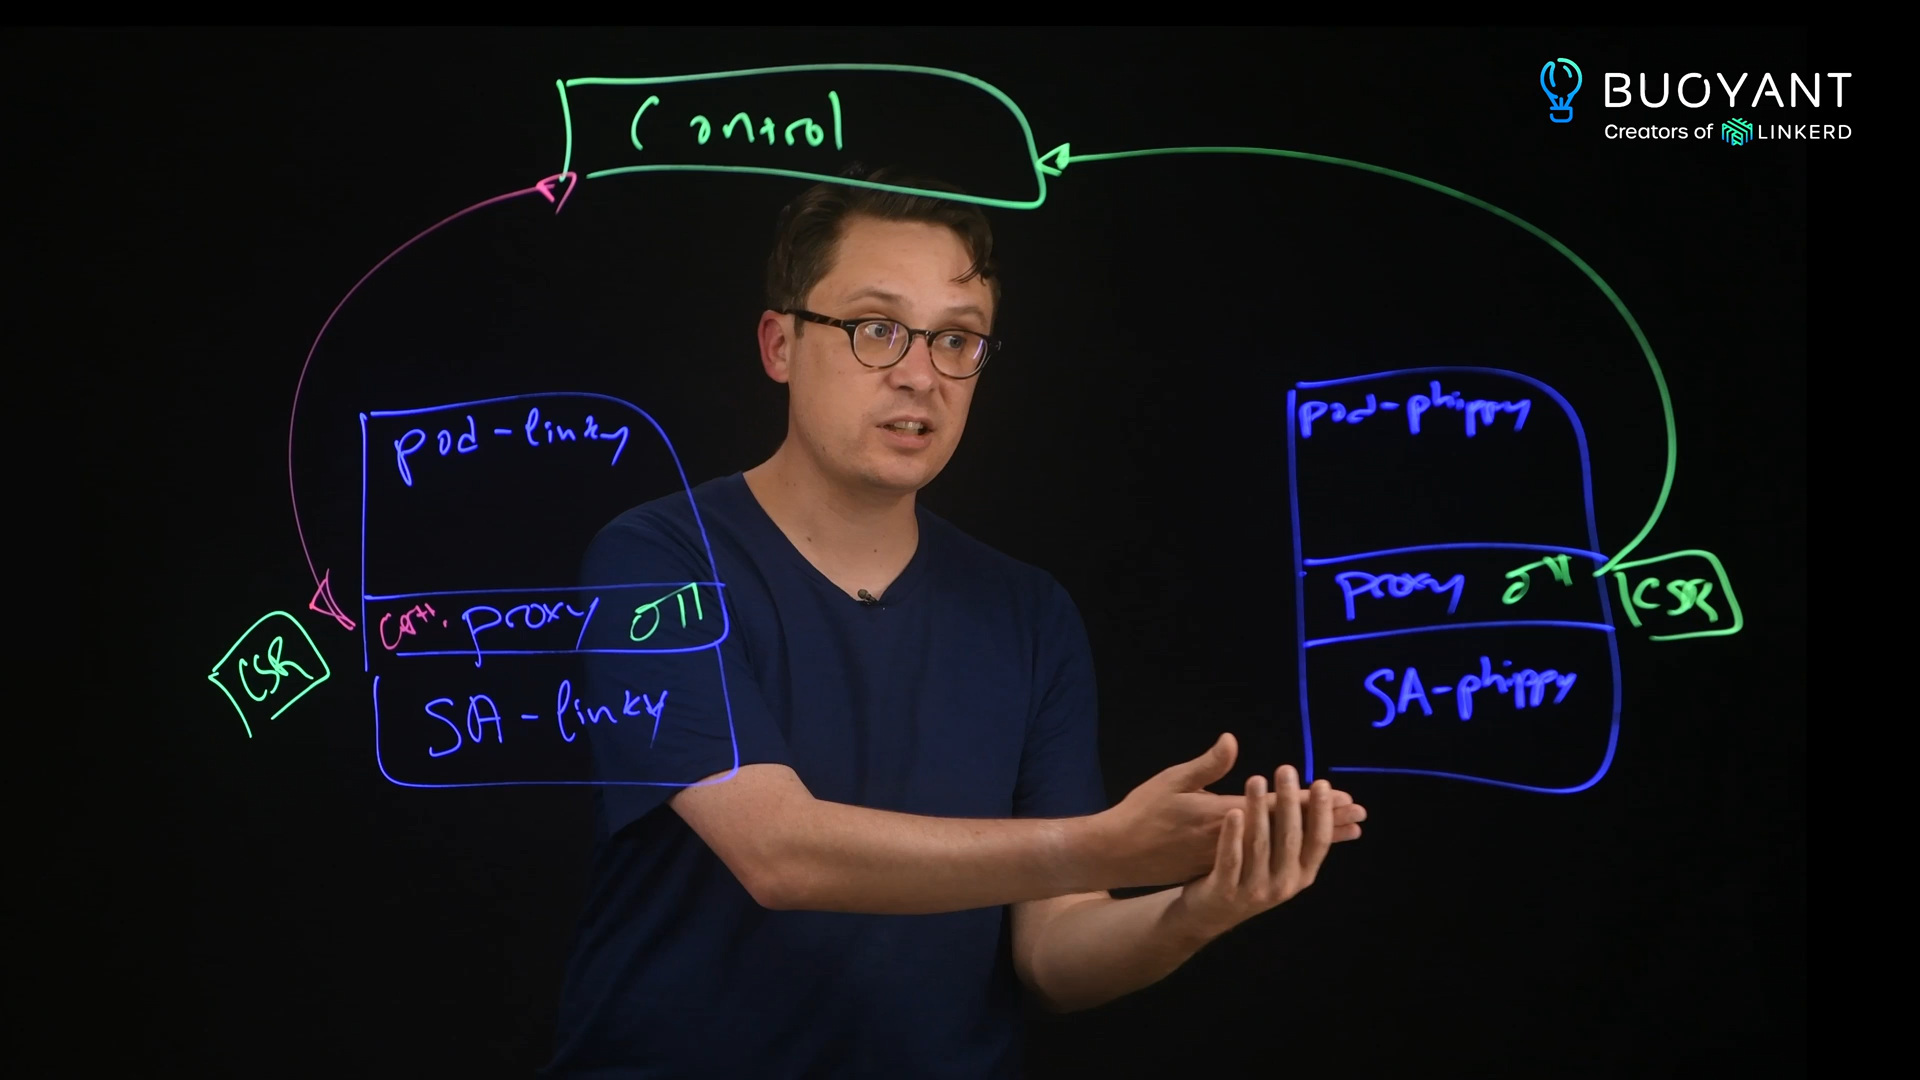 Control
BUOYANT
Creators of LINKERD
pod-linky
cert. proxy
SA-linky
CSR
pod-phippy
proxy
CSR
SA-phippy